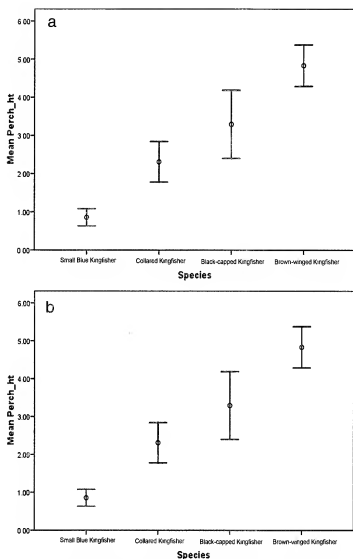 a
Mean Perch_ht
6.00
5.00
4.00
3.00
2.00
1.00
0.00
Small Blue Kingfisher Collared Kingfisher Black-capped Kingfisher Brown-winged Kingfisher
Species
b
Mean Perch_ht
6.00
5.00
4.00
3.00
2.00
1.00
0.00
Small Blue Kingfisher Collared Kingfisher Black-capped Kingfisher Brown-winged Kingfisher
Species